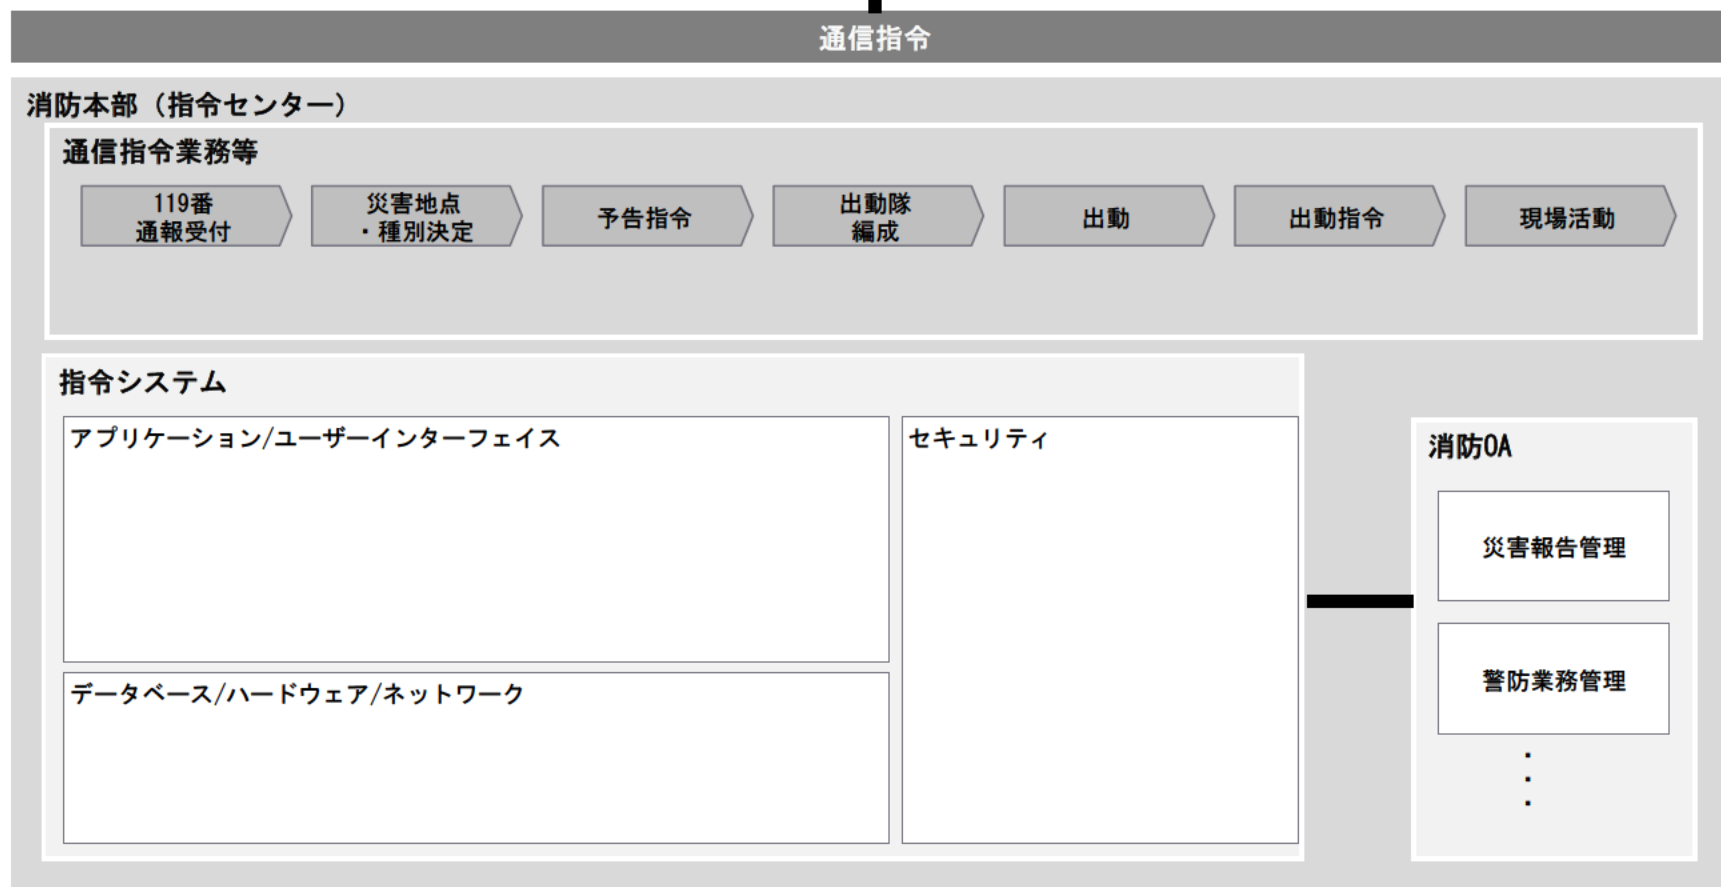 通信指令
消防本部（指令センター）
通信指令業務等
119番
通報受付
災害地点
・種別決定
予告指令
出動隊
編成
出動
出動指令
現場活動
指令システム
アプリケーション/ユーザーインターフェイス
セキュリティ
データベース/ハードウェア/ネットワーク
消防OA
災害報告管理
警防業務管理
・
・
・